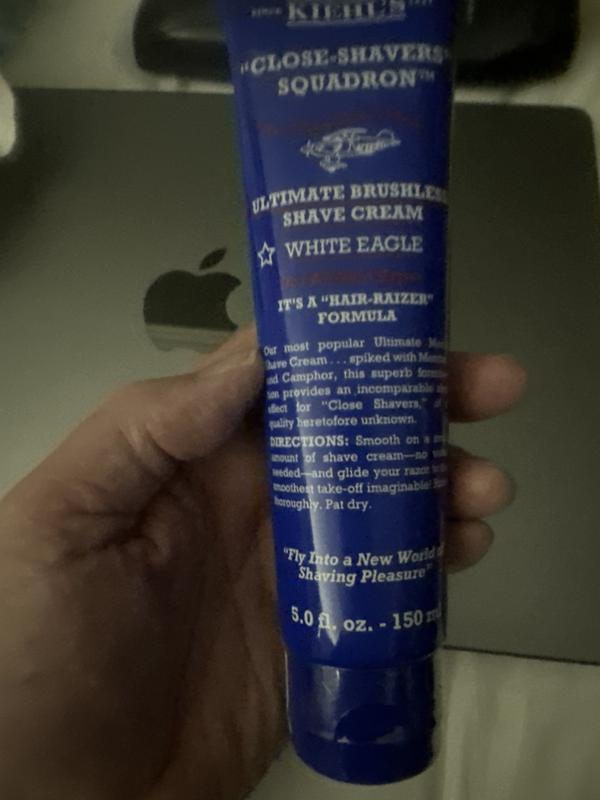 SINCE KIEHL'S
"CLOSE-SHAVERS"
SQUADRON™
ULTIMATE BRUSHLESS
SHAVE CREAM
WHITE EAGLE
IT'S A "HAIR-RAIZER"
FORMULA
Our most popular Ultimate
Shave Cream... spiked with
and Camphor, this superb
tion provides an incomparable
effect for "Close Shavers," of
quality heretofore unknown.
DIRECTIONS: Smooth on a
amount of shave cream—no
needed—and glide your razor
smoothest take-off imaginable!
thoroughly. Pat dry.
"Fly Into a New World of
Shaving Pleasure"
5.0 fl. oz. - 150